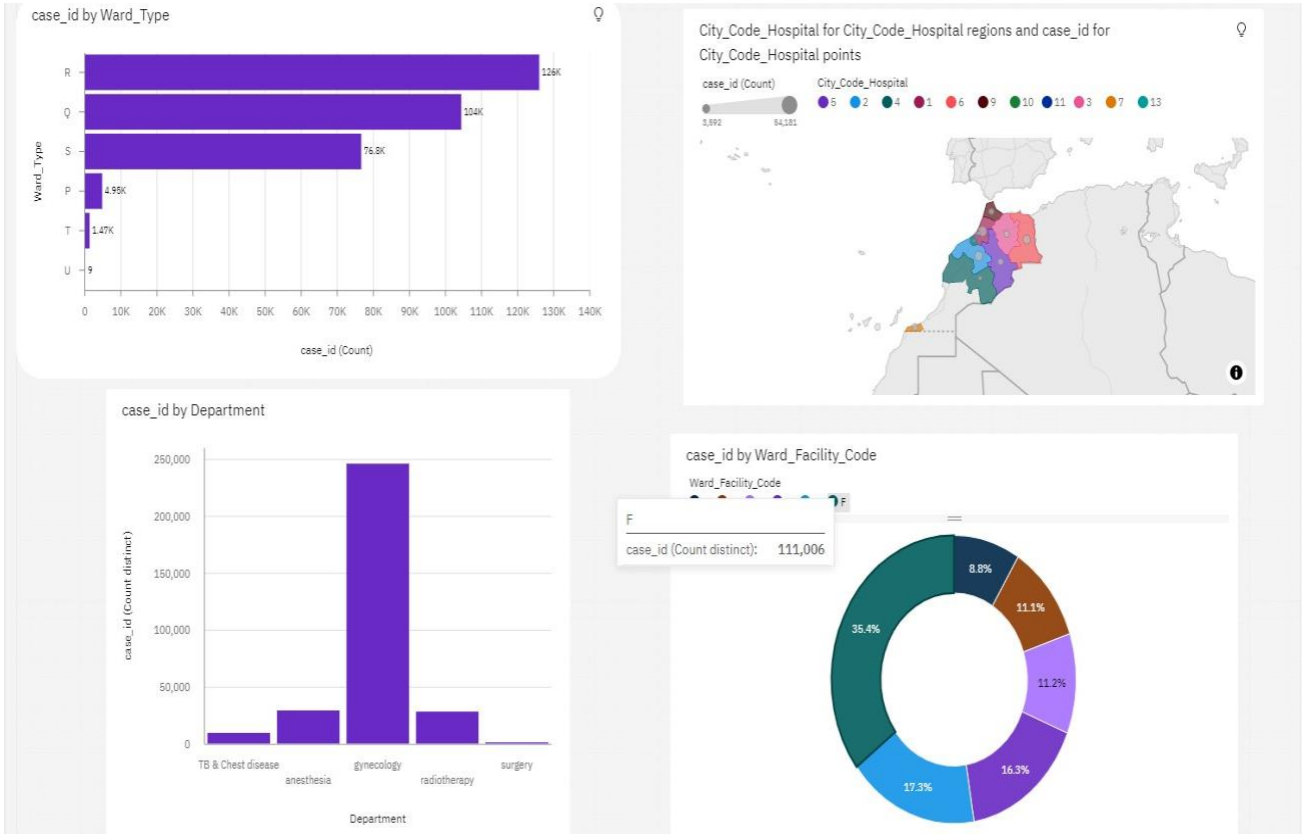 case_id by Ward_Type
R
126K
Q
104K
S
76.8K
P
4.95K
T
1.47K
U
9
Ward_Type
0 10K 20K 30K 40K 50K 60K 70K 80K 90K 100K 110K 120K 130K 140K
case_id (Count)
City_Code_Hospital for City_Code_Hospital regions and case_id for
City_Code_Hospital points
case_id (Count)
3,592 54,181
City_Code_Hospital
5 2 4 1 6 9 10 11 3 7 13
i
case_id by Department
250,000
200,000
150,000
100,000
50,000
0
case_id (Count distinct)
TB & Chest disease
anesthesia
gynecology
radiotherapy
surgery
Department
case_id by Ward_Facility_Code
Ward_Facility_Code
F
F
case_id (Count distinct): 111,006
8.8%
11.1%
11.2%
16.3%
17.3%
35.4%